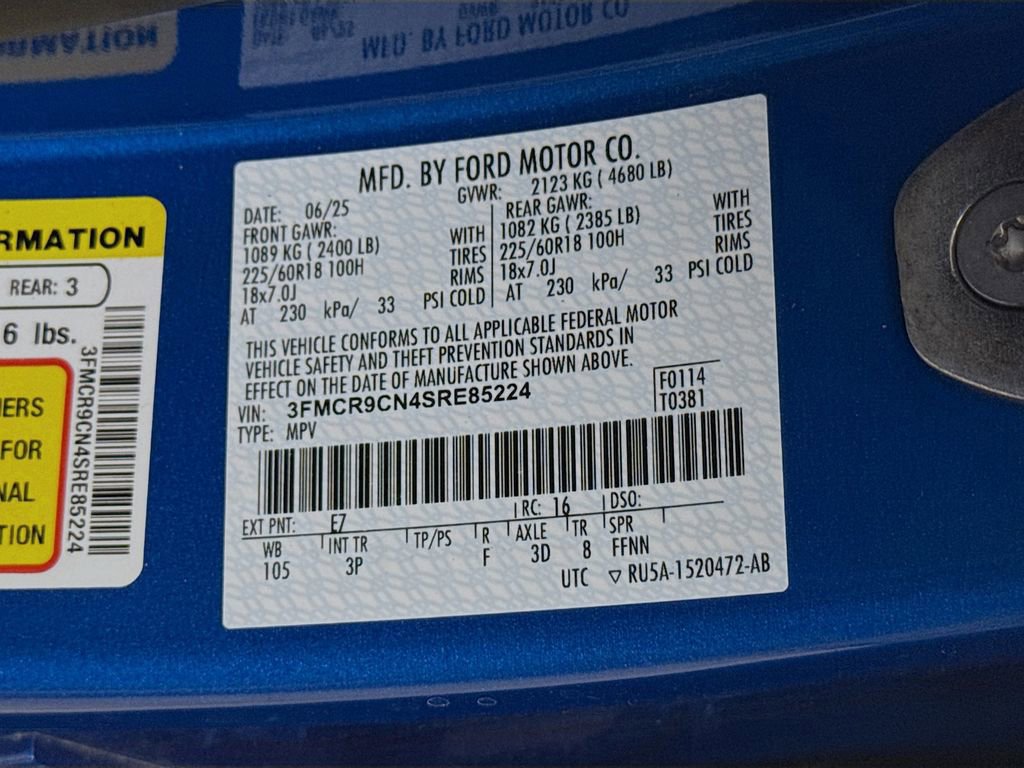 MFD. BY FORD MOTOR CO.
RMATION
REAR: 3
6 lbs.
ERS
FOR
NAL
TION
3FMCR9CN4SRE85224
MFD. BY FORD MOTOR CO.
DATE: 06/25 GVWR: 2123 KG ( 4680 LB)
FRONT GAWR: WITH
1089 KG ( 2400 LB) TIRES
225/60R18 100H RIMS
18x7.0J
AT 230 kPa/ 33 PSI COLD
REAR GAWR: WITH
1082 KG ( 2385 LB) TIRES
225/60R18 100H RIMS
18x7.0J
AT 230 kPa/ 33 PSI COLD
THIS VEHICLE CONFORMS TO ALL APPLICABLE FEDERAL MOTOR
VEHICLE SAFETY AND THEFT PREVENTION STANDARDS IN
EFFECT ON THE DATE OF MANUFACTURE SHOWN ABOVE.
VIN: 3FMCR9CN4SRE85224
TYPE: MPV
F0114
T0381
EXT PNT: E7 RC: 16 DSO:
WB INT TR TP/PS R AXLE TR SPR
105 3P F 3D 8 FFNN
UTC ▽ RU5A-1520472-AB